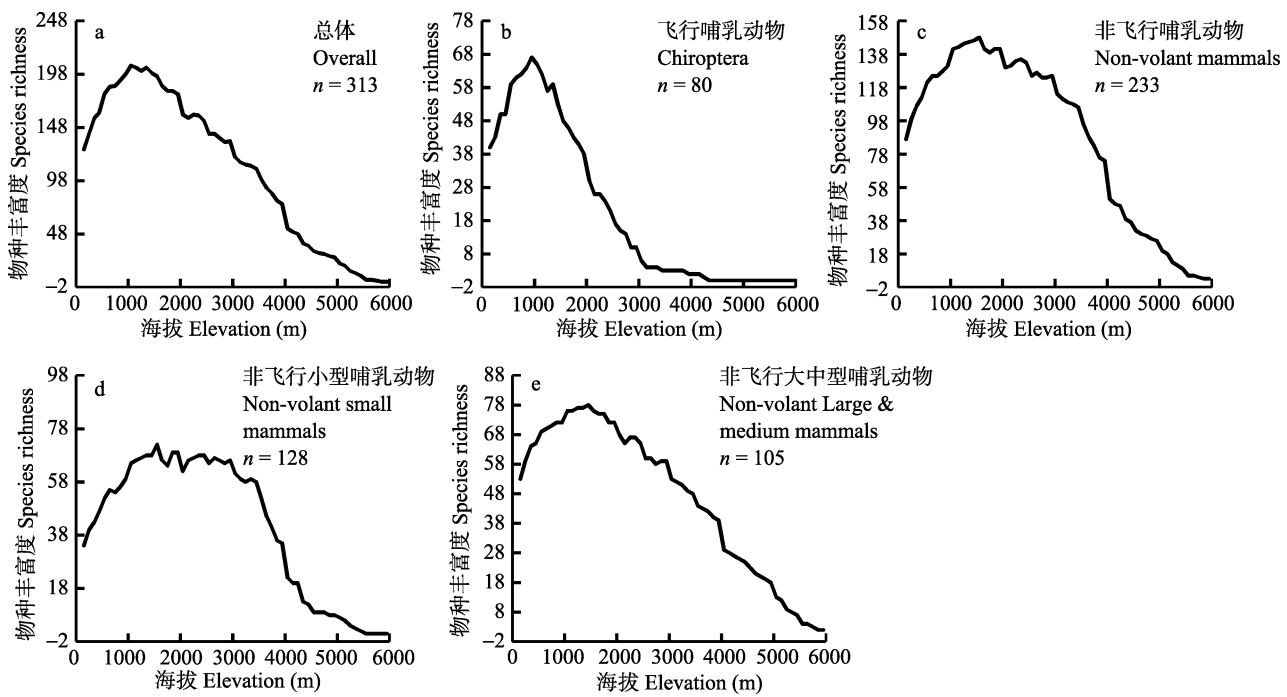 a
总体
Overall
n = 313
物种丰富度 Species richness
248
198
148
98
48
–2
0 1000 2000 3000 4000 5000 6000
海拔 Elevation (m)
b
飞行哺乳动物
Chiroptera
n = 80
物种丰富度 Species richness
78
68
58
48
38
28
18
8
–2
0 1000 2000 3000 4000 5000 6000
海拔 Elevation (m)
c
非飞行哺乳动物
Non-volant mammals
n = 233
物种丰富度 Species richness
158
138
118
98
78
58
38
18
–2
0 1000 2000 3000 4000 5000 6000
海拔 Elevation (m)
d
非飞行小型哺乳动物
Non-volant small
mammals
n = 128
物种丰富度 Species richness
98
78
58
38
18
–2
0 1000 2000 3000 4000 5000 6000
海拔 Elevation (m)
e
非飞行大中型哺乳动物
Non-volant Large &
medium mammals
n = 105
物种丰富度 Species richness
88
78
68
58
48
38
28
18
8
–2
0 1000 2000 3000 4000 5000 6000
海拔 Elevation (m)